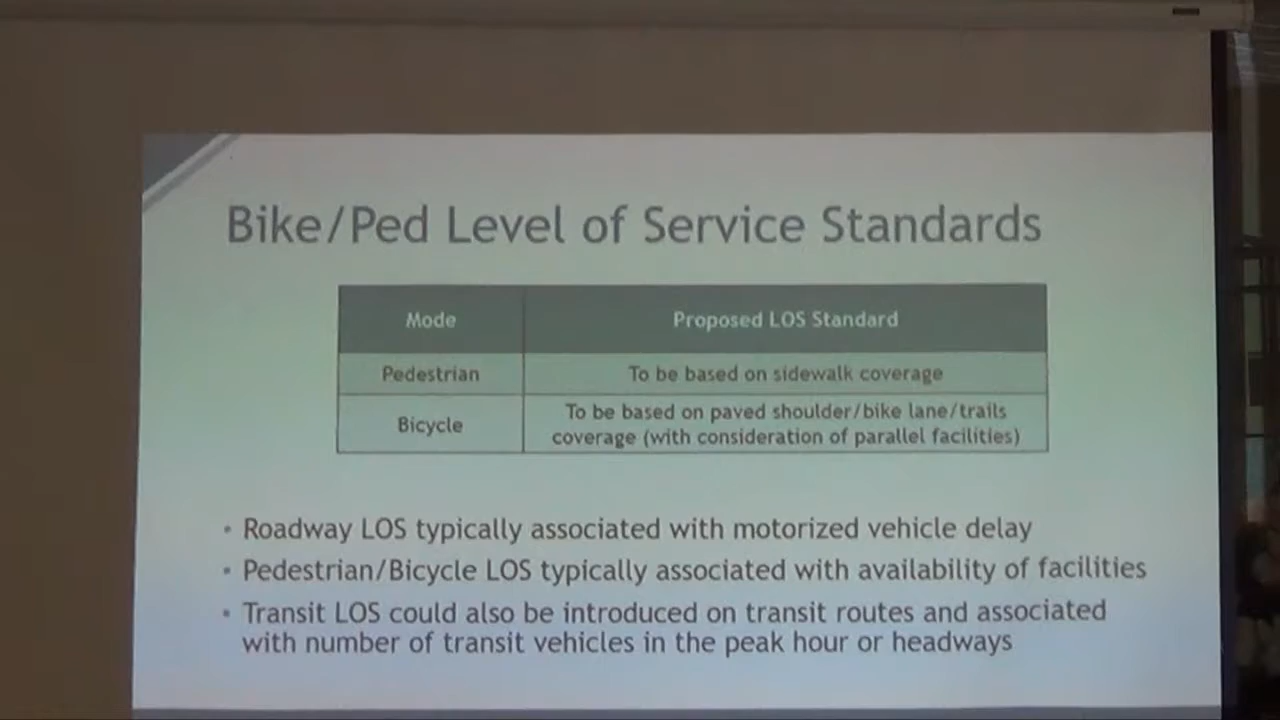 Bike/Ped Level of Service Standards
Mode
Proposed LOS Standard
Pedestrian
To be based on sidewalk coverage
Bicycle
To be based on paved shoulder/bike lane/trails
coverage (with consideration of parallel facilities)
• Roadway LOS typically associated with motorized vehicle delay
• Pedestrian/Bicycle LOS typically associated with availability of facilities
• Transit LOS could also be introduced on transit routes and associated
with number of transit vehicles in the peak hour or headways